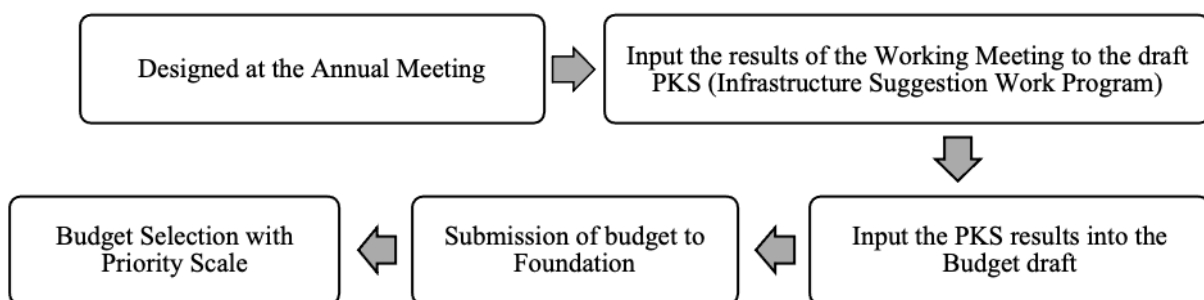 Designed at the Annual Meeting
Input the results of the Working Meeting to the draft
PKS (Infrastructure Suggestion Work Program)
Input the PKS results into the
Budget draft
Submission of budget to
Foundation
Budget Selection with
Priority Scale